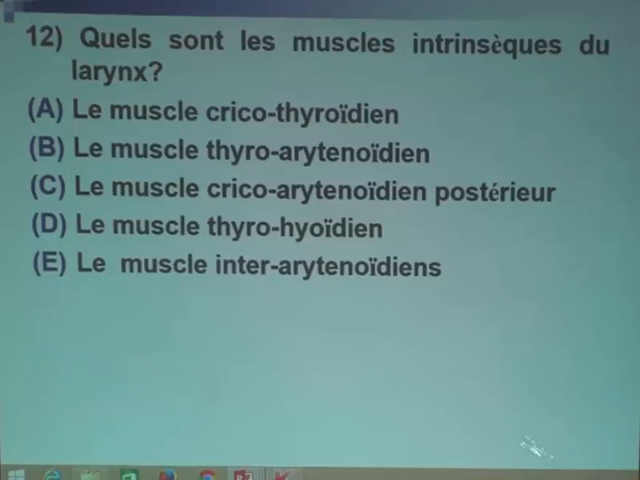 12) Quels sont les muscles intrinsèques du
larynx?
(A) Le muscle crico-thyroïdien
(B) Le muscle thyro-arytenoïdien
(C) Le muscle crico-arytenoïdien postérieur
(D) Le muscle thyro-hyoïdien
(E) Le muscle inter-arytenoïdiens